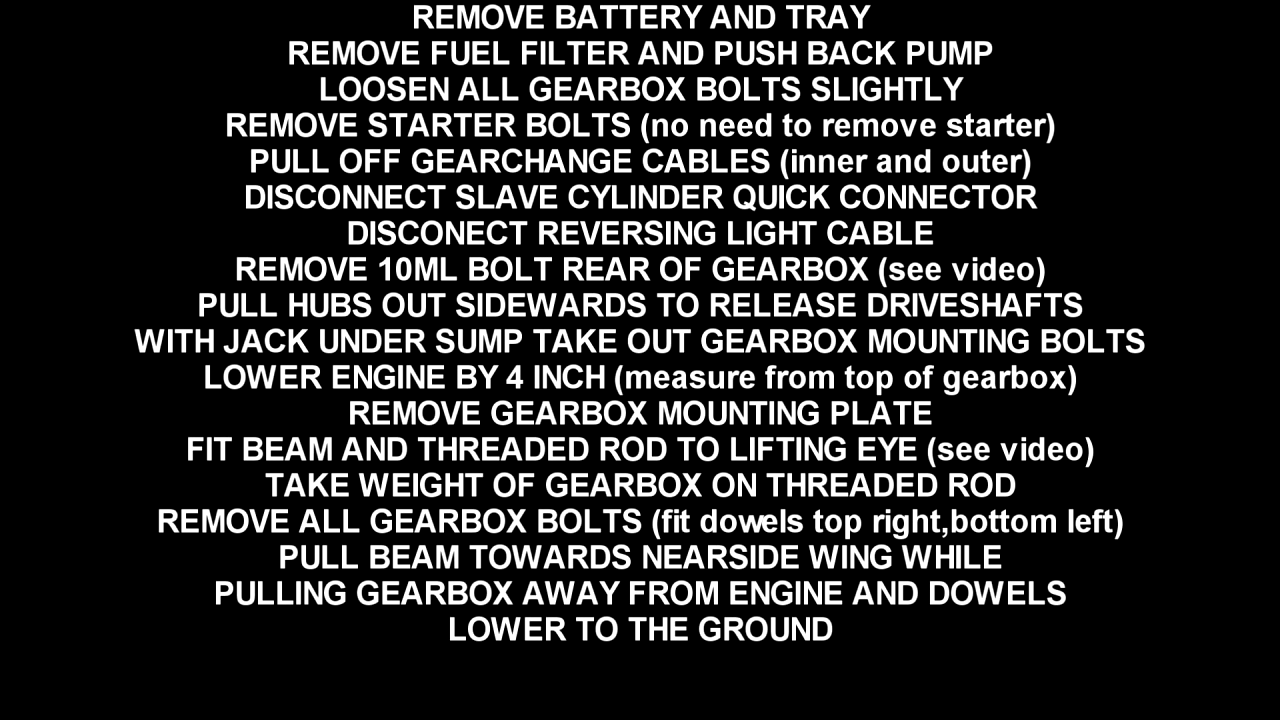 REMOVE BATTERY AND TRAY
REMOVE FUEL FILTER AND PUSH BACK PUMP
LOOSEN ALL GEARBOX BOLTS SLIGHTLY
REMOVE STARTER BOLTS (no need to remove starter)
PULL OFF GEARCHANGE CABLES (inner and outer)
DISCONNECT SLAVE CYLINDER QUICK CONNECTOR
DISCONECT REVERSING LIGHT CABLE
REMOVE 10ML BOLT REAR OF GEARBOX (see video)
PULL HUBS OUT SIDEWARDS TO RELEASE DRIVESHAFTS
WITH JACK UNDER SUMP TAKE OUT GEARBOX MOUNTING BOLTS
LOWER ENGINE BY 4 INCH (measure from top of gearbox)
REMOVE GEARBOX MOUNTING PLATE
FIT BEAM AND THREADED ROD TO LIFTING EYE (see video)
TAKE WEIGHT OF GEARBOX ON THREADED ROD
REMOVE ALL GEARBOX BOLTS (fit dowels top right,bottom left)
PULL BEAM TOWARDS NEARSIDE WING WHILE
PULLING GEARBOX AWAY FROM ENGINE AND DOWELS
LOWER TO THE GROUND